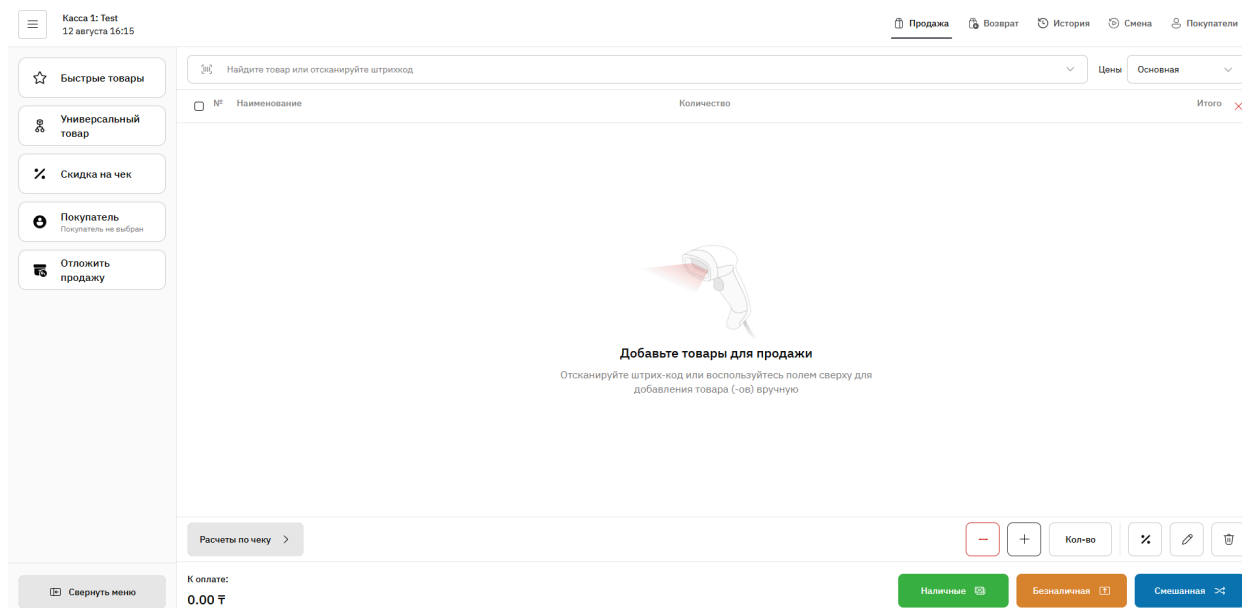 Касса 1: Test
12 августа 16:15
Продажа
Возврат
История
Смена
Покупатели
Быстрые товары
Универсальный
товар
Скидка на чек
Покупатель
Покупатель не выбран
Отложить
продажу
Найдите товар или отсканируйте штрихкод
Цены
Основная
№ Наименование
Количество
Итого
Добавьте товары для продажи
Отсканируйте штрих-код или воспользуйтесь полем сверху для
добавления товара (-ов) вручную
Расчеты по чеку
Кол-во
Свернуть меню
К оплате:
0.00 ₸
Наличные
Безналичная
Смешанная